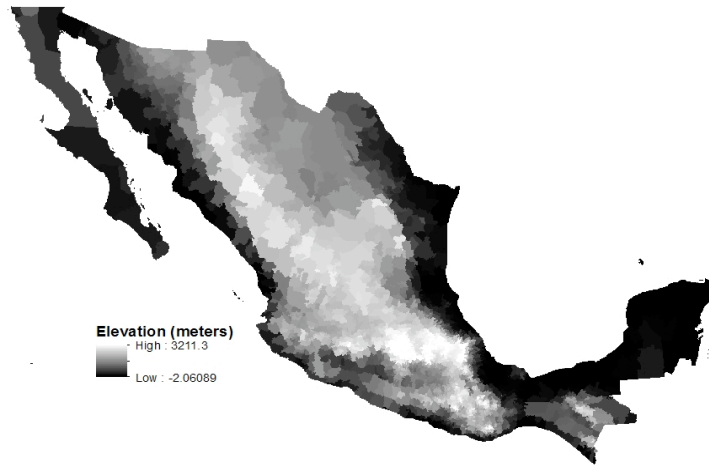 Elevation (meters)
High : 3211.3
Low : -2.06089